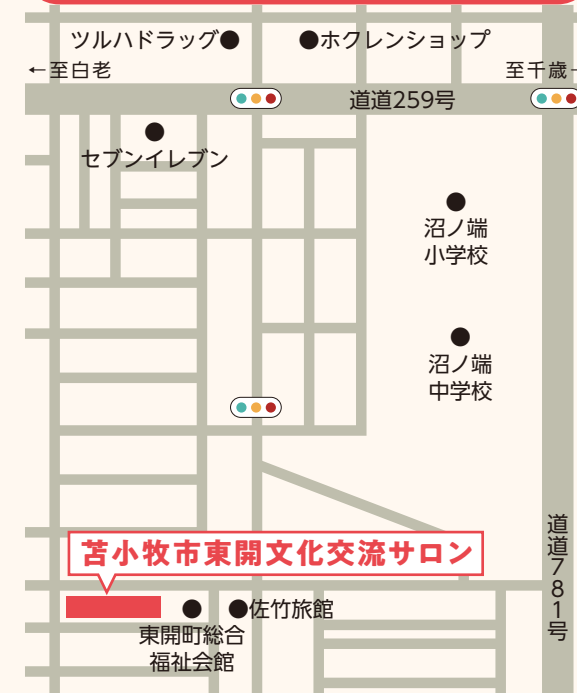 ツルハドラッグ●
●ホクレンショップ
←至白老
至千歳→
道道259号
セブンイレブン
沼ノ端
小学校
沼ノ端
中学校
道道781号
苫小牧市東開文化交流サロン
佐竹旅館
東開町総合
福祉会館